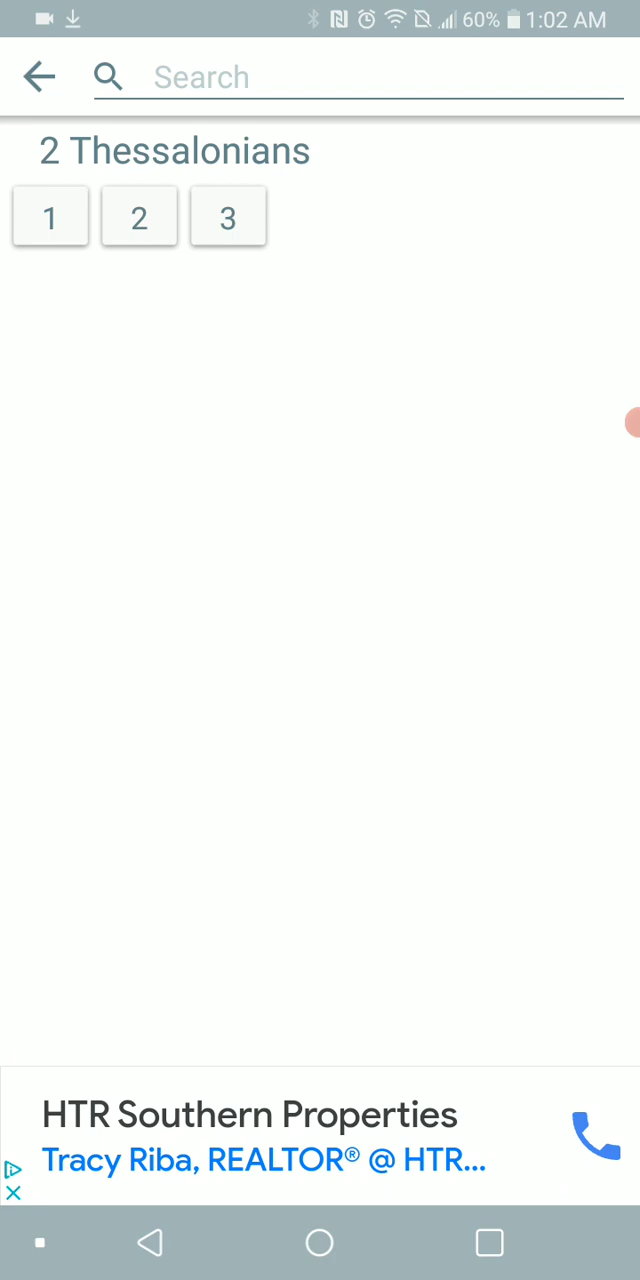 60% 1:02 AM
Search
2 Thessalonians
1 2 3
HTR Southern Properties
Tracy Riba, REALTOR® @ HTR...